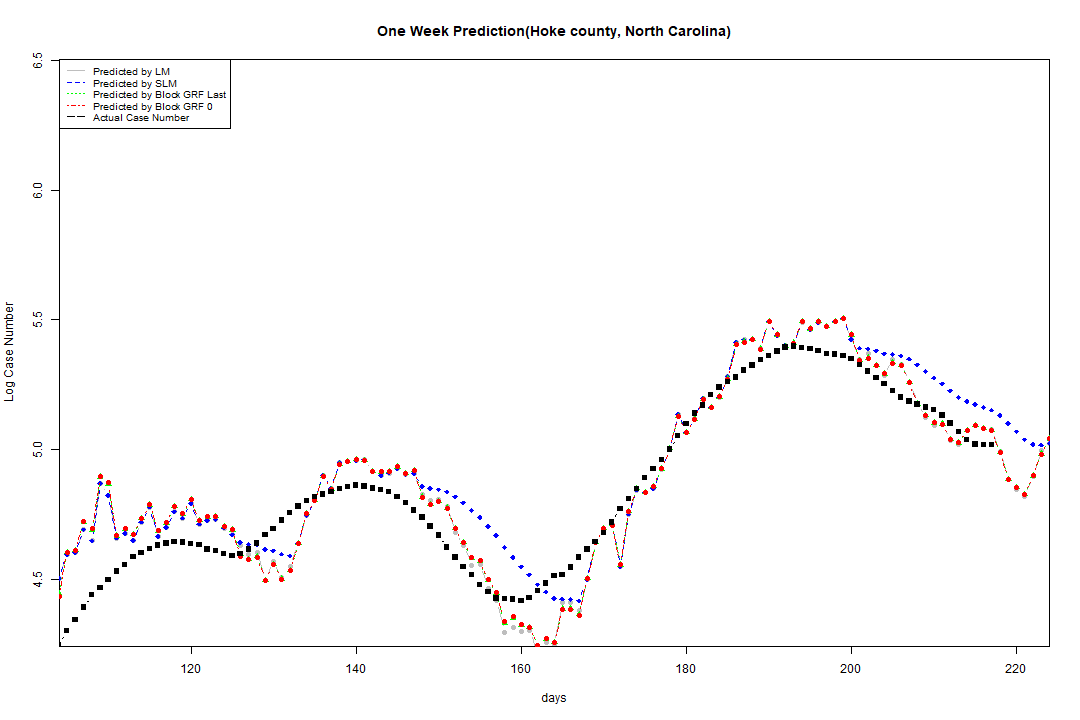 One Week Prediction(Hoke county, North Carolina)
6.5
6.0
5.5
5.0
4.5
Log Case Number
Predicted by LM
Predicted by SLM
Predicted by Block GRF Last
Predicted by Block GRF 0
Actual Case Number
120
140
160
180
200
220
days